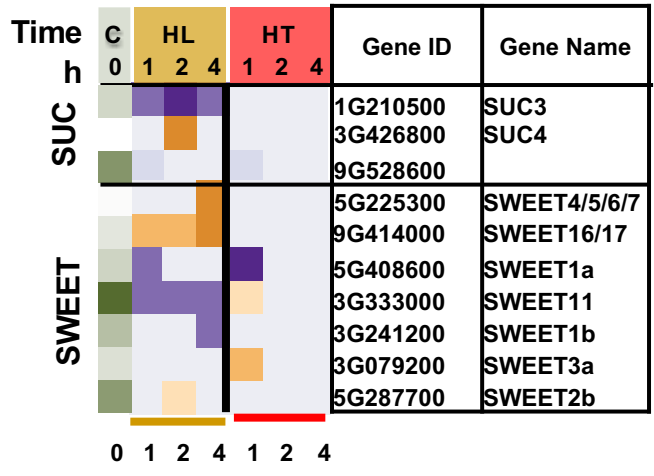 Time C HL HT Gene ID Gene Name
h 0 1 2 4 1 2 4
SUC
1G210500 SUC3
3G426800 SUC4
9G528600
SWEET
5G225300 SWEET4/5/6/7
9G414000 SWEET16/17
5G408600 SWEET1a
3G333000 SWEET11
3G241200 SWEET1b
3G079200 SWEET3a
5G287700 SWEET2b
0 1 2 4 1 2 4